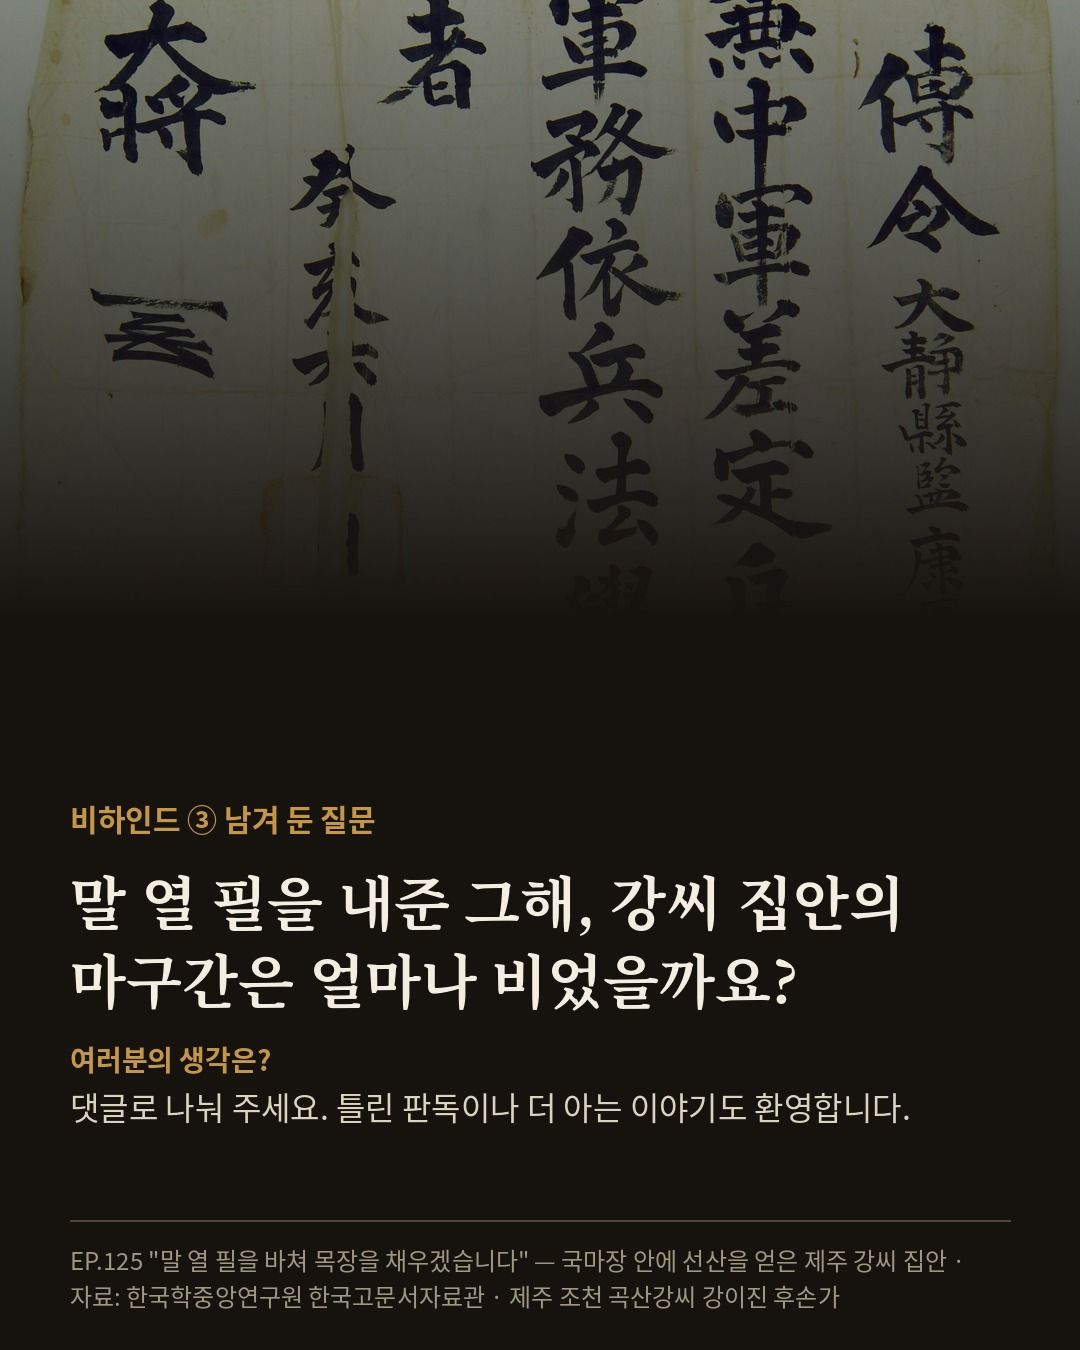 傳令 大靜縣監康
兼中軍差定
軍務依兵法
者
癸亥六月
大將
비하인드 ③ 남겨 둔 질문
말 열 필을 내준 그해, 강씨 집안의
마구간은 얼마나 비었을까요?
여러분의 생각은?
댓글로 나눠 주세요. 틀린 판독이나 더 아는 이야기도 환영합니다.
EP.125 "말 열 필을 바쳐 목장을 채우겠습니다" — 국마장 안에 선산을 얻은 제주 강씨 집안 ·
자료: 한국학중앙연구원 한국고문서자료관 · 제주 조천 곡산강씨 강이진 후손가